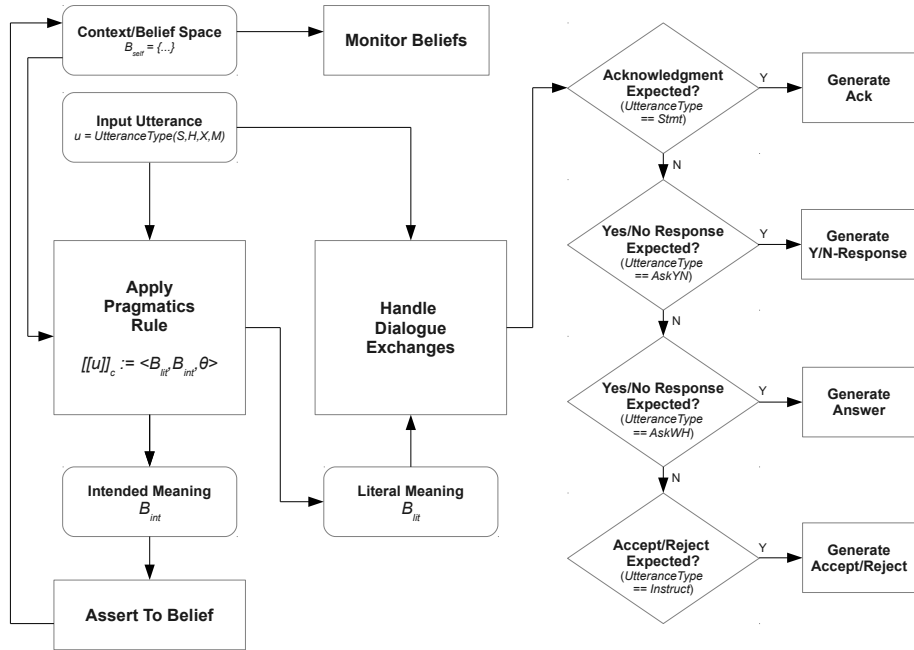 Context/Belief Space
B_self = {...}
Monitor Beliefs
Input Utterance
u = UtteranceType(S,H,X,M)
Apply
Pragmatics
Rule
[[u]]_c := <B_lit,B_int,θ>
Handle
Dialogue
Exchanges
Intended Meaning
B_int
Literal Meaning
B_lit
Assert To Belief
Acknowledgment
Expected?
(UtteranceType
== Stmt)
Y
Generate
Ack
N
Yes/No Response
Expected?
(UtteranceType
== AskYN)
Y
Generate
Y/N-Response
N
Yes/No Response
Expected?
(UtteranceType
== AskWH)
Y
Generate
Answer
N
Accept/Reject
Expected?
(UtteranceType
== Instruct)
Y
Generate
Accept/Reject